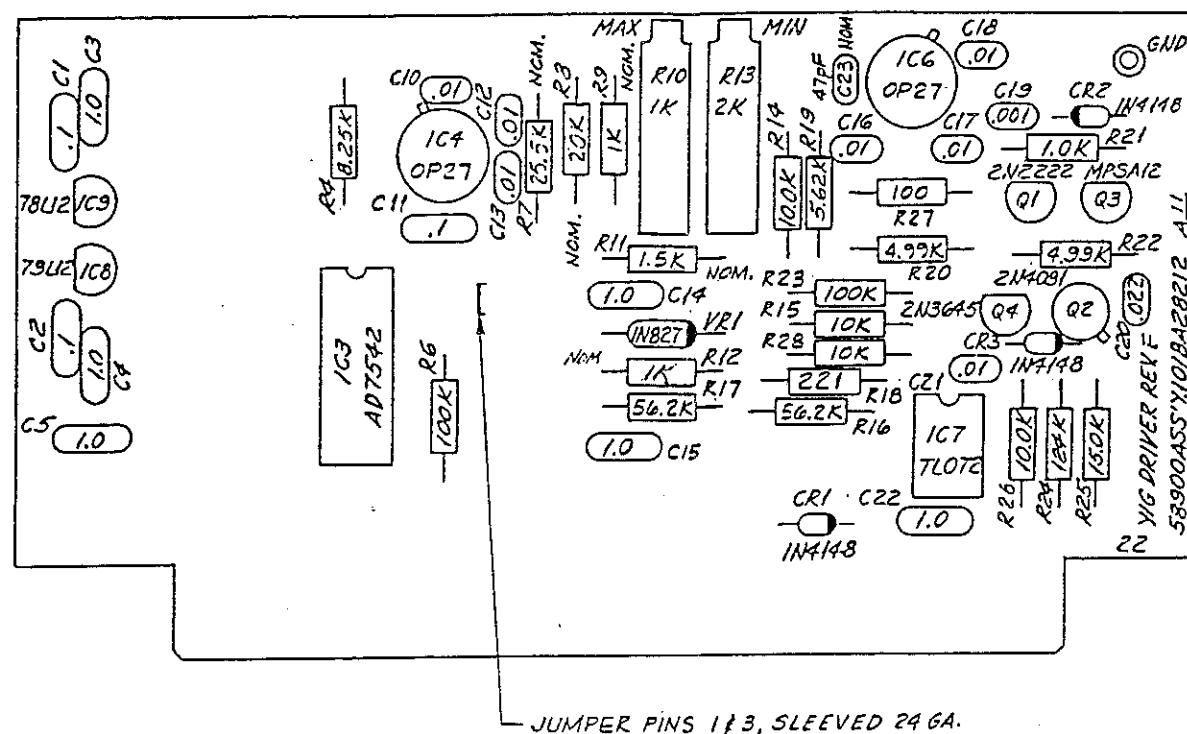 MAX
MIN
C1
C3
.1
1.0
78L12
IC9
79L12
IC8
C2
.1
1.0
C4
C5
1.0
R4
8.25K
C10
.01
IC4
OP27
C12
.01
C13
.01
C11
.1
R7
25.5K
NOM.
R8
20K
NOM.
R9
1K
NOM.
R10
1K
R13
2K
R14
10.0K
R19
5.62K
47pF
C23
NOM
IC6
OP27
C18
.01
GND
C19
.001
CR2
1N4148
C16
.01
C17
.01
1.0K
R21
2N2222
Q1
MPSA12
Q3
100
R27
4.99K
R20
4.99K
R22
R11
1.5K
NOM.
1.0
C14
1N827
VR1
NOM
1K
R12
R17
56.2K
1.0
C15
R23
100K
R15
10K
R28
10K
221
R18
56.2K
R16
2N3645
Q4
2N4091
Q2
CR3
1N4148
C20
.022
C21
.01
IC7
TL072
C22
1.0
CR1
1N4148
R26
10.0K
R24
124K
R25
15.0K
IC3
AD7542
R6
100K
YIG DRIVER REV F
58900ASS'Y101BA28212 A11
22
JUMPER PINS 1 & 3, SLEEVED 24 GA.